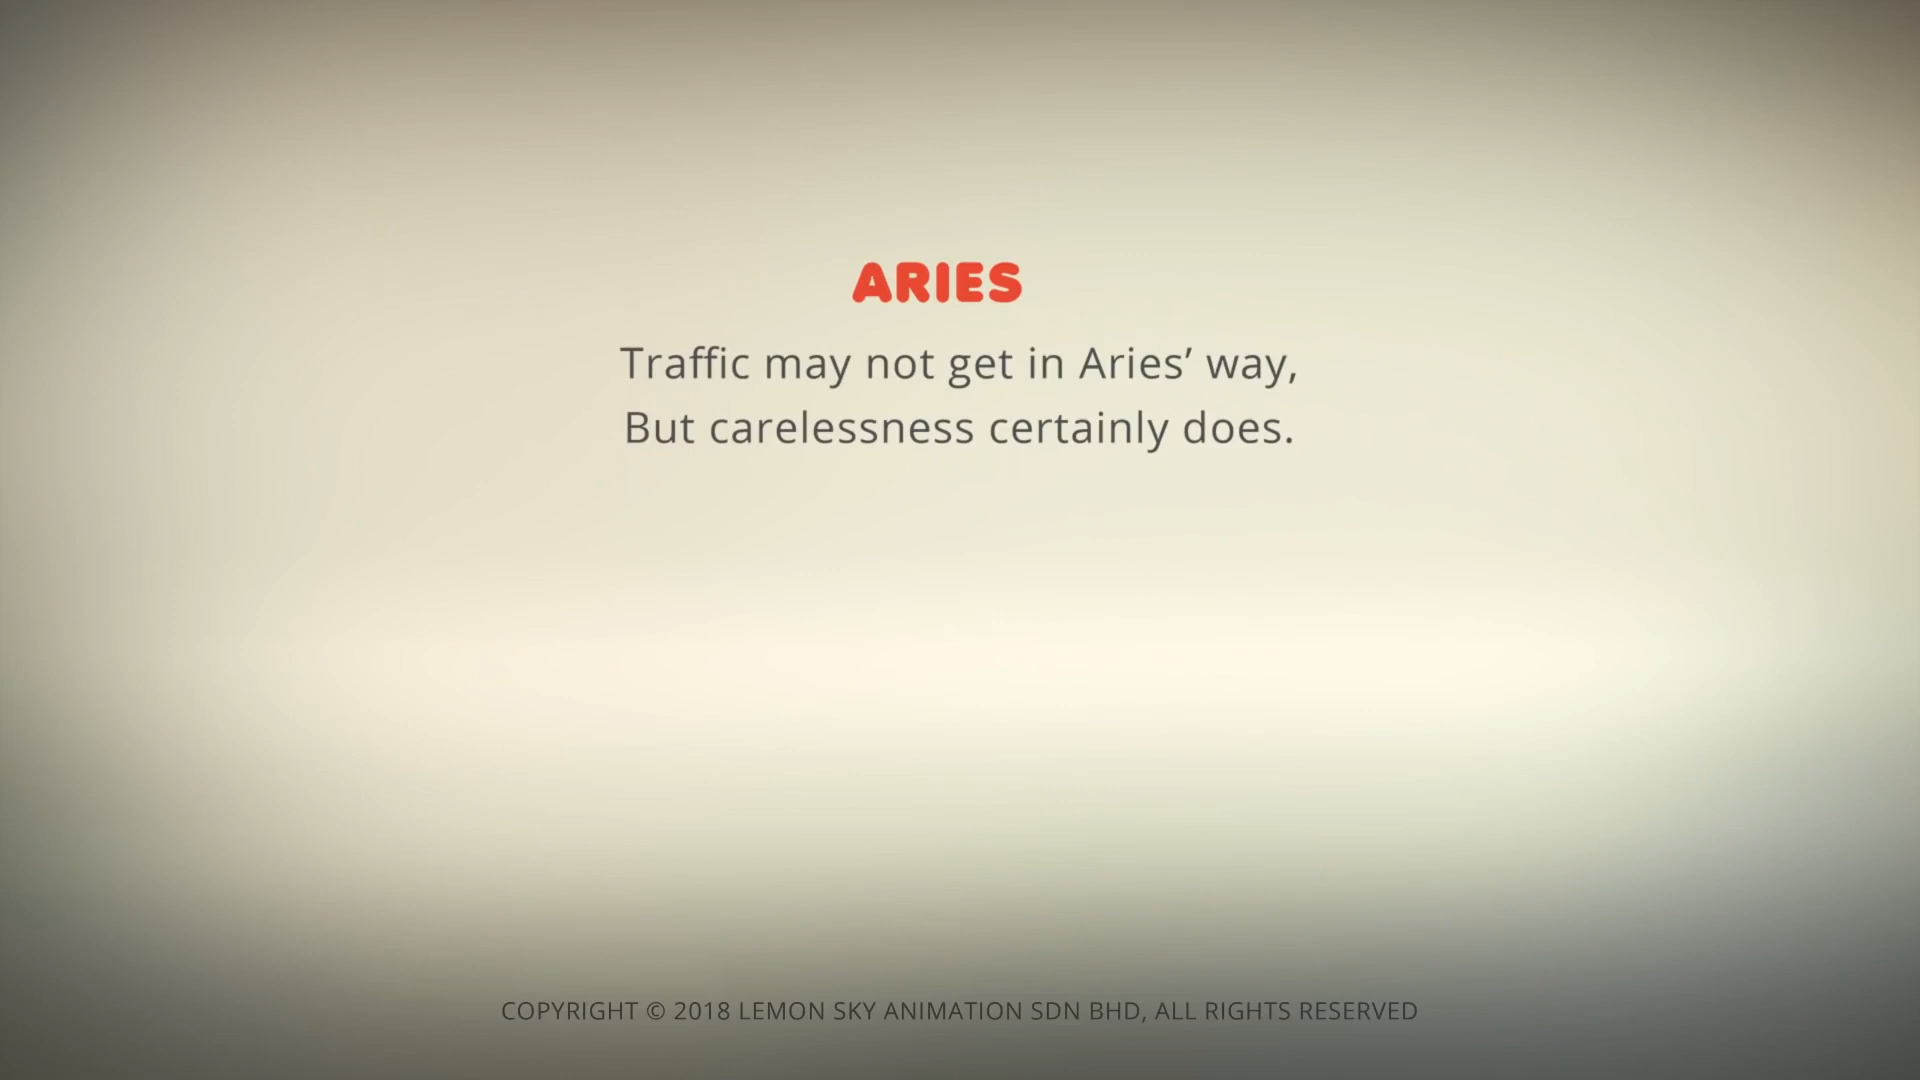 ARIES
Traffic may not get in Aries’ way,
But carelessness certainly does.
COPYRIGHT © 2018 LEMON SKY ANIMATION SDN BHD, ALL RIGHTS RESERVED